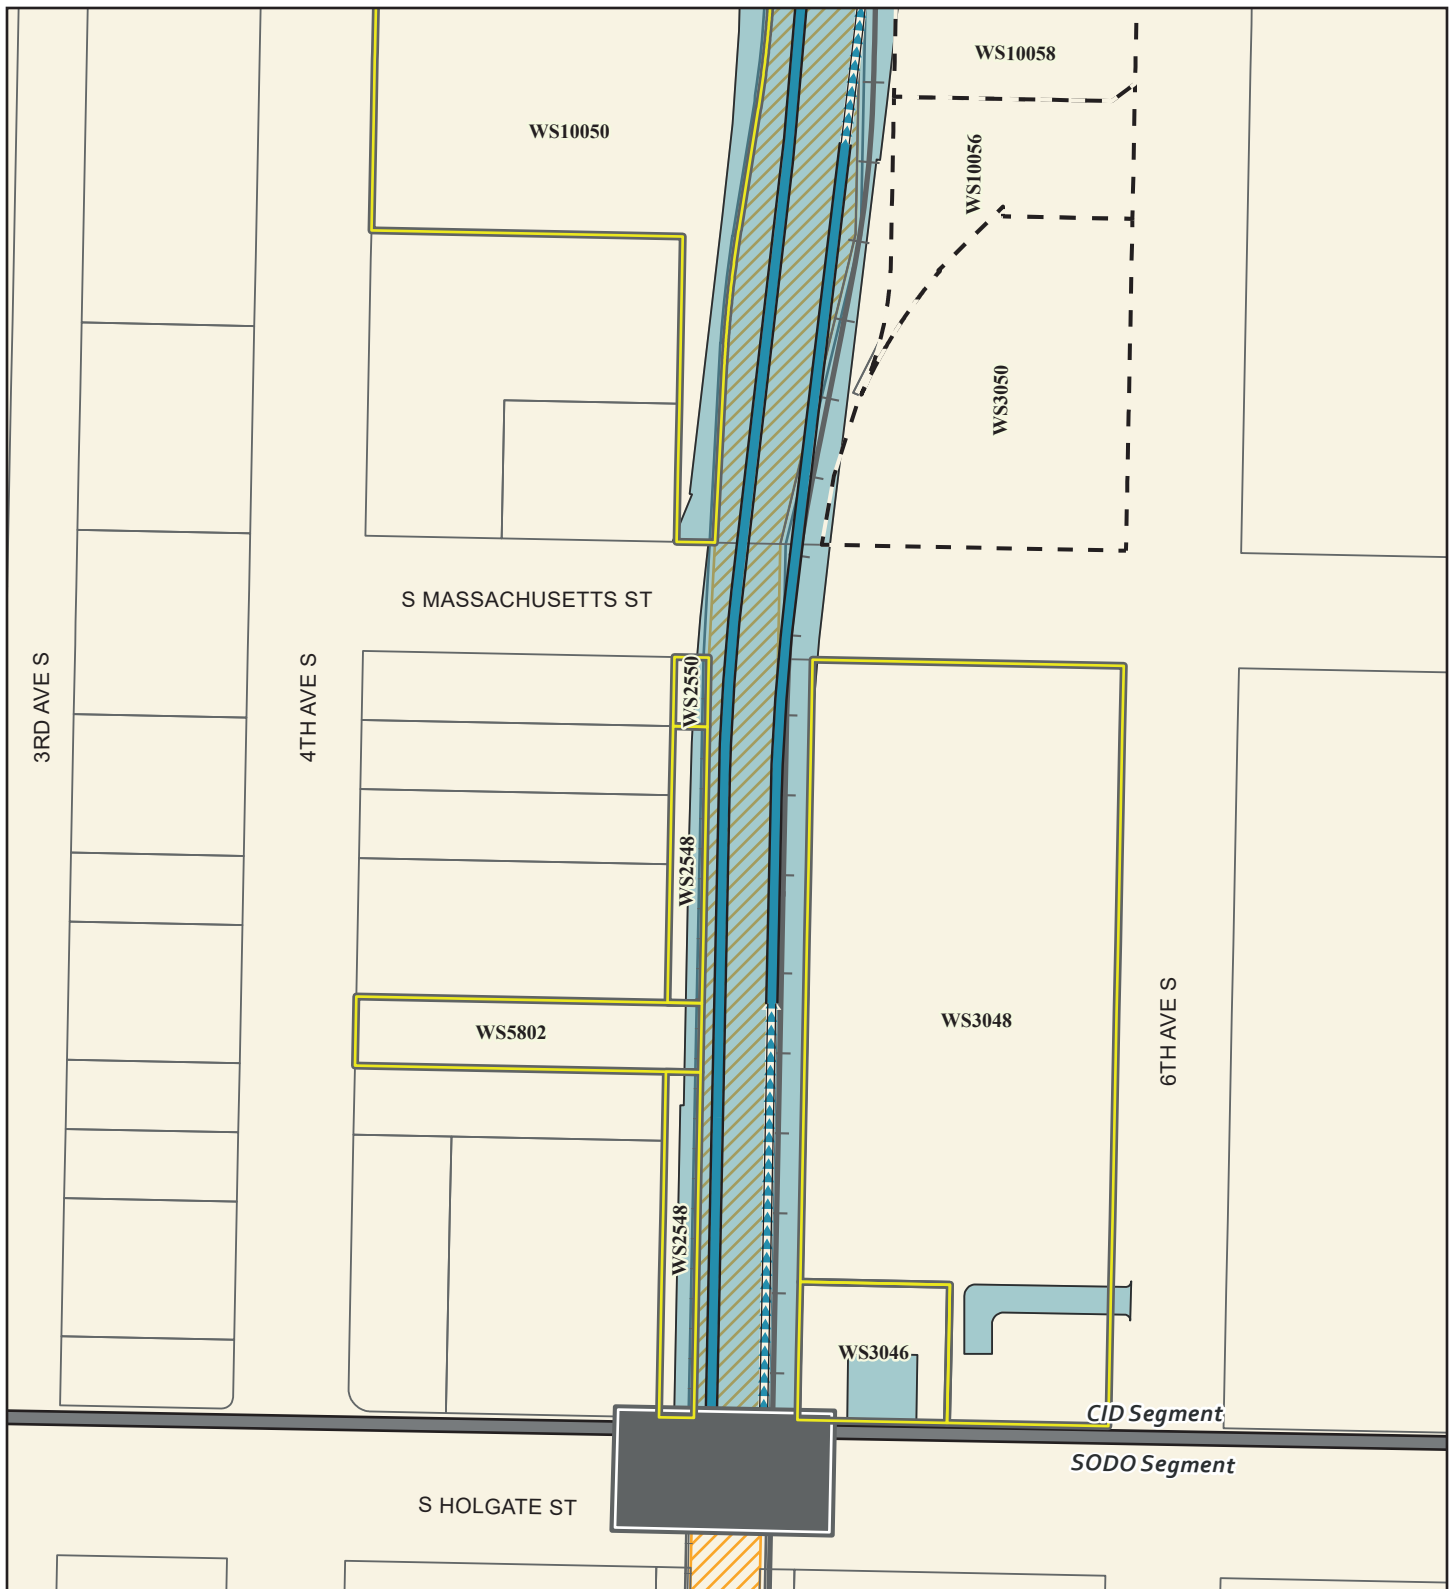 WS10058
WS10050
WS10056
WS3050
S MASSACHUSETTS ST
WS2550
3RD AVE S
4TH AVE S
WS2548
6TH AVE S
WS3048
WS5802
WS2548
WS3046
CID Segment
SODO Segment
S HOLGATE ST